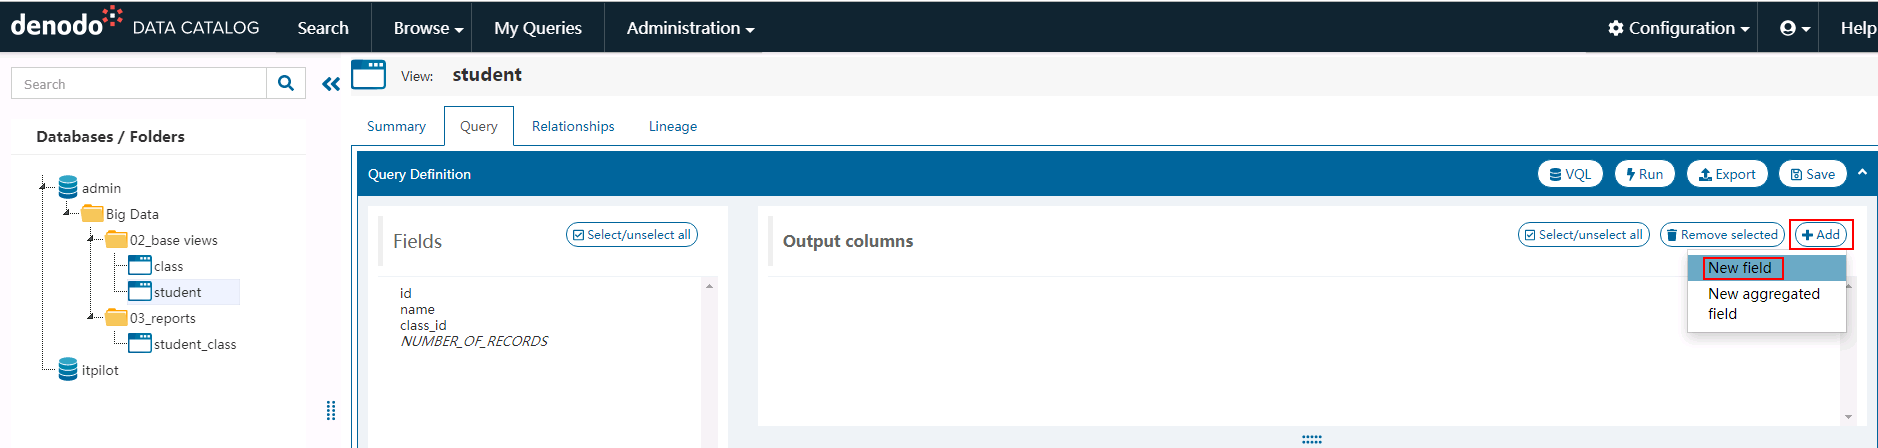 denodo DATA CATALOG Search Browse My Queries Administration Configuration Help
Search
View: student
Databases / Folders
Summary Query Relationships Lineage
Query Definition VQL Run Export Save
admin
Big Data
02_base views
class
student
03_reports
student_class
itpilot
Fields Select/unselect all
id
name
class_id
NUMBER_OF_RECORDS
Output columns Select/unselect all Remove selected Add
New field
New aggregated
field